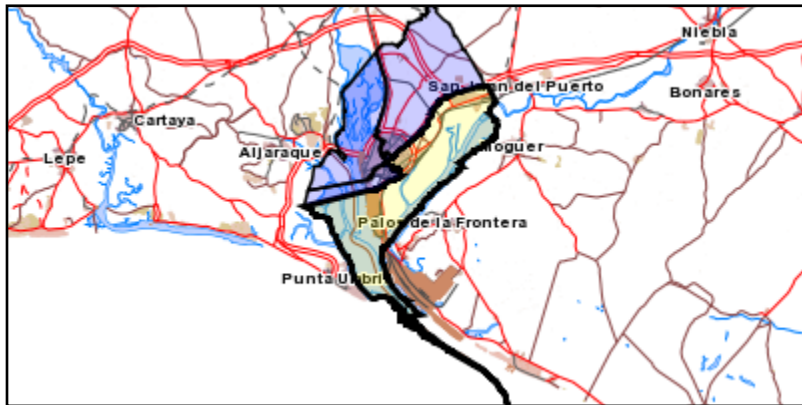 Niebla
San Juan del Puerto
Bonares
Cartaya
Aljaraque
Moguer
Lepe
Palos de la Frontera
Punta Umbría